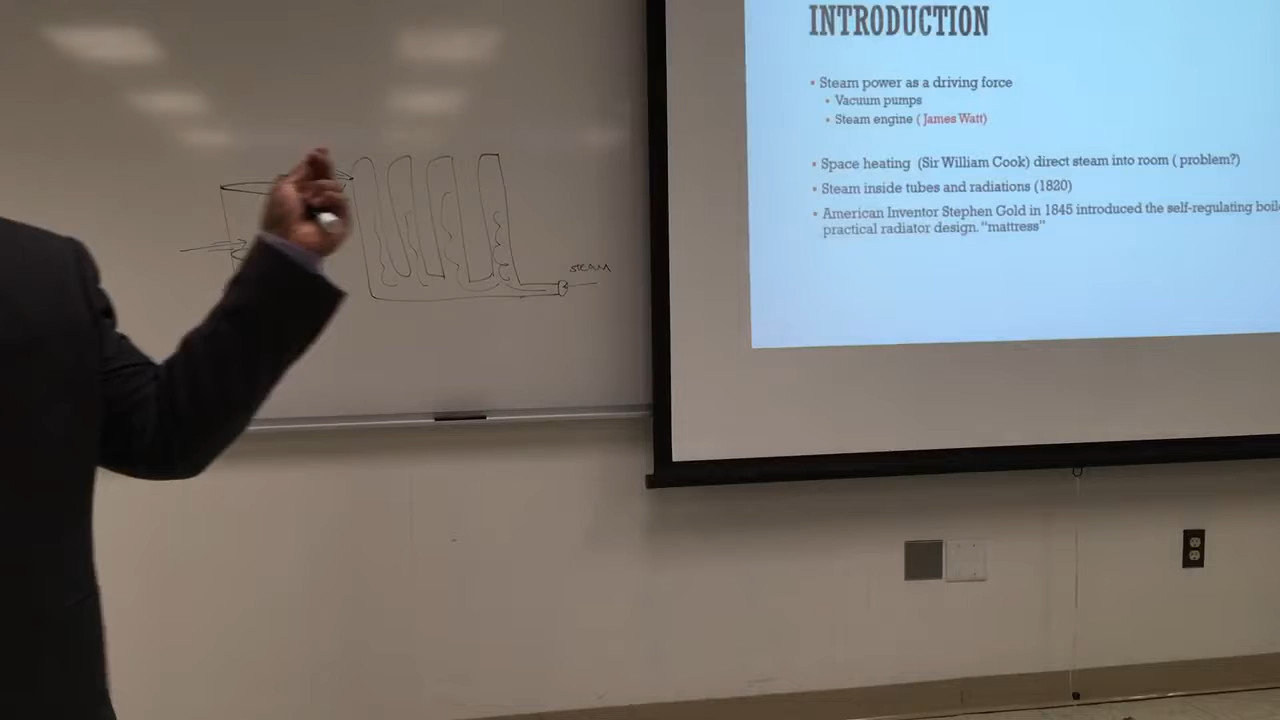 INTRODUCTION
• Steam power as a driving force
• Vacuum pumps
• Steam engine ( James Watt)
• Space heating (Sir William Cook) direct steam into room ( problem?)
• Steam inside tubes and radiations (1820)
• American Inventor Stephen Gold in 1845 introduced the self-regulating boil
practical radiator design. “mattress”
STEAM